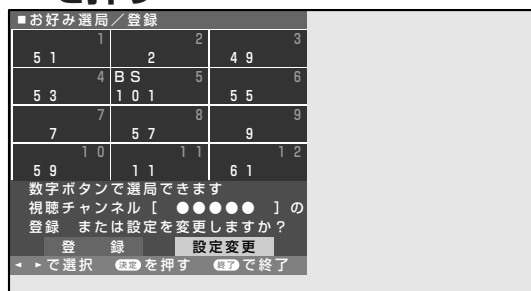 ■お好み選局／登録
1 2 3
51 2 49
4 BS 5 6
53 101 55
7 8 9
7 57 9
10 11 12
59 11 61
数字ボタンで選局できます
視聴チャンネル［ ●●●●● ］の
登録 または設定を変更しますか？
登 録 設定変更
◂ ▸で選択 決定を押す 終了で終了